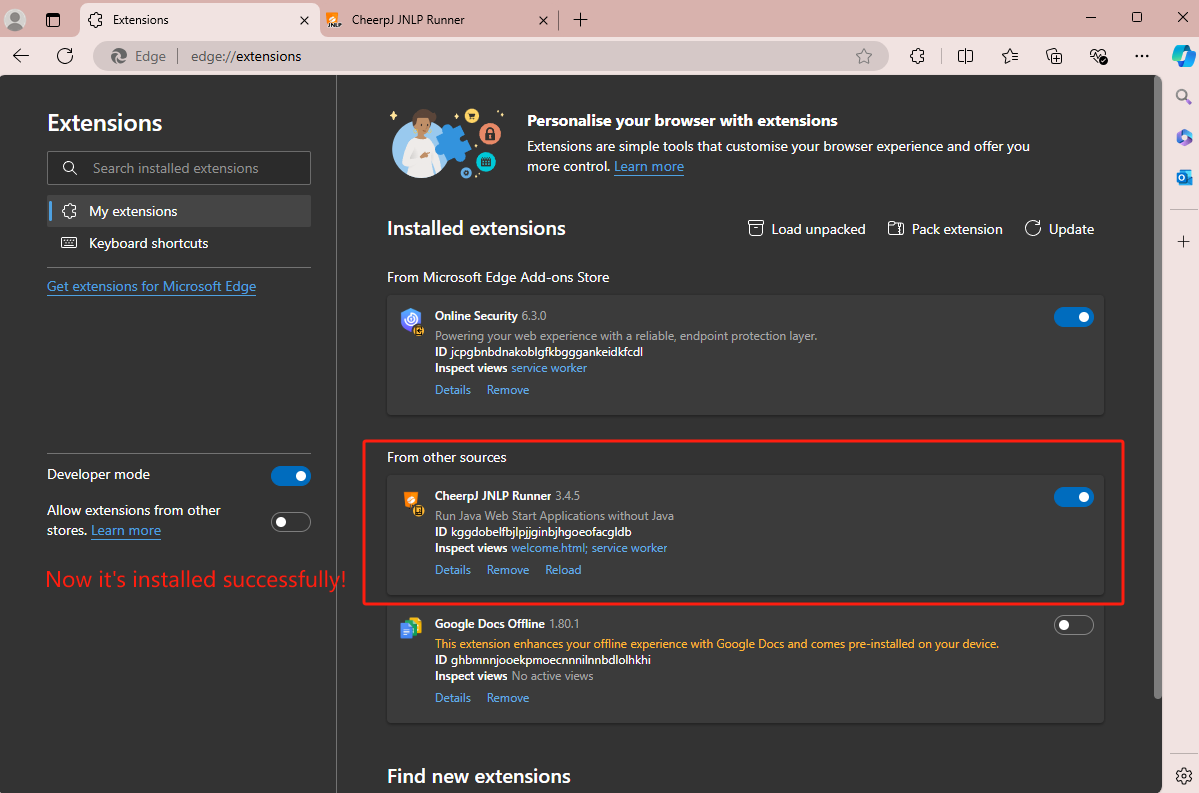 Extensions
CheerpJ JNLP Runner
Edge
edge://extensions
Extensions
Search installed extensions
My extensions
Keyboard shortcuts
Get extensions for Microsoft Edge
Developer mode
Allow extensions from other
stores. Learn more
Now it's installed successfully!
Personalise your browser with extensions
Extensions are simple tools that customise your browser experience and offer you
more control. Learn more
Installed extensions
Load unpacked
Pack extension
Update
From Microsoft Edge Add-ons Store
Online Security 6.3.0
Powering your web experience with a reliable, endpoint protection layer.
ID jcpgbnbdnakoblgfkbgggankeidkfcdl
Inspect views service worker
Details Remove
From other sources
CheerpJ JNLP Runner 3.4.5
Run Java Web Start Applications without Java
ID kggdobelfbjlpjjginbjhgoeofacgldb
Inspect views welcome.html; service worker
Details Remove Reload
Google Docs Offline 1.80.1
This extension enhances your offline experience with Google Docs and comes pre-installed on your device.
ID ghbmnnjooekpmoecnnnilnnbdlolhkhi
Inspect views No active views
Details Remove
Find new extensions